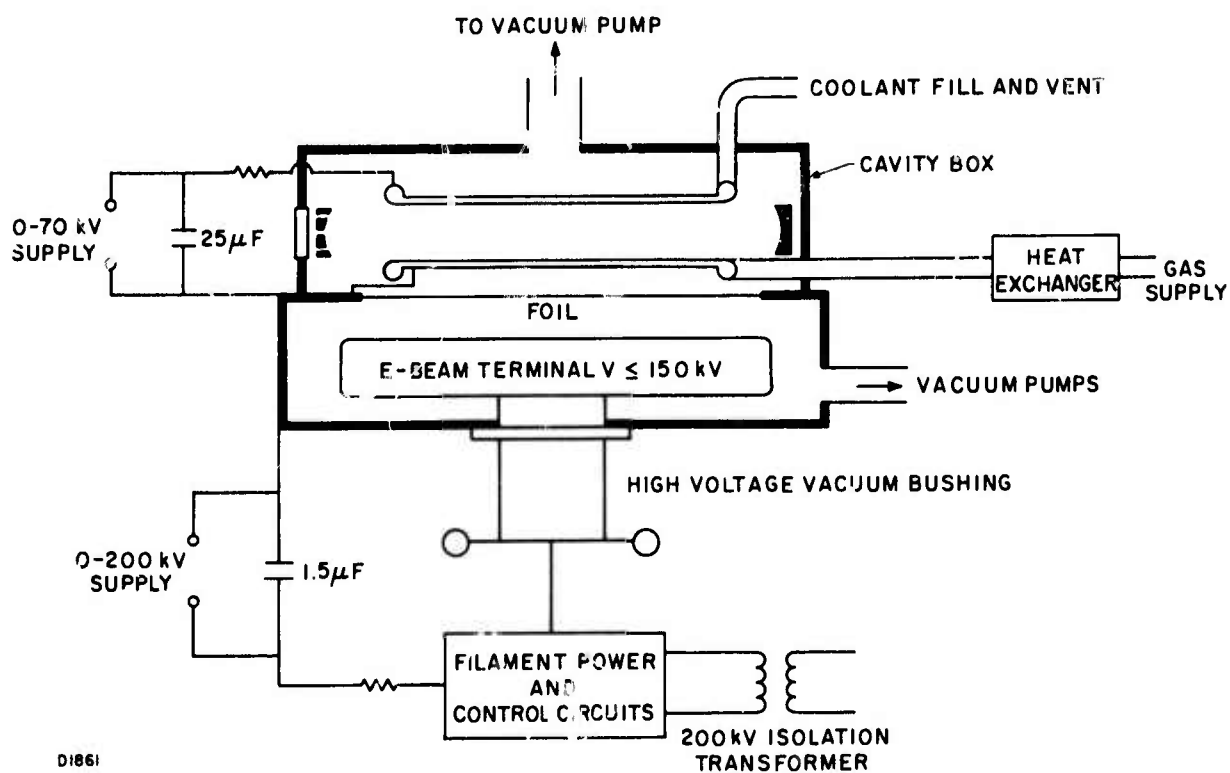 TO VACUUM PUMP
COOLANT FILL AND VENT
CAVITY BOX
0-70 kV
SUPPLY
25μF
HEAT
EXCHANGER
GAS
SUPPLY
FOIL
E-BEAM TERMINAL V ≤ 150 kV
VACUUM PUMPS
HIGH VOLTAGE VACUUM BUSHING
0-200 kV
SUPPLY
1.5μF
FILAMENT POWER
AND
CONTROL CIRCUITS
200kV ISOLATION
TRANSFORMER
D1861